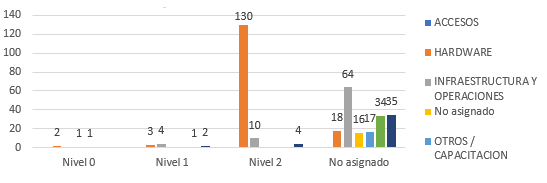 140
120
100
80
60
40
20
0
2
1 1
3 4
1 2
130
10
4
18
64
16 17
34 35
Nivel 0
Nivel 1
Nivel 2
No asignado
ACCESOS
HARDWARE
INFRAESTRUCTURA Y
OPERACIONES
No asignado
OTROS /
CAPACITACION